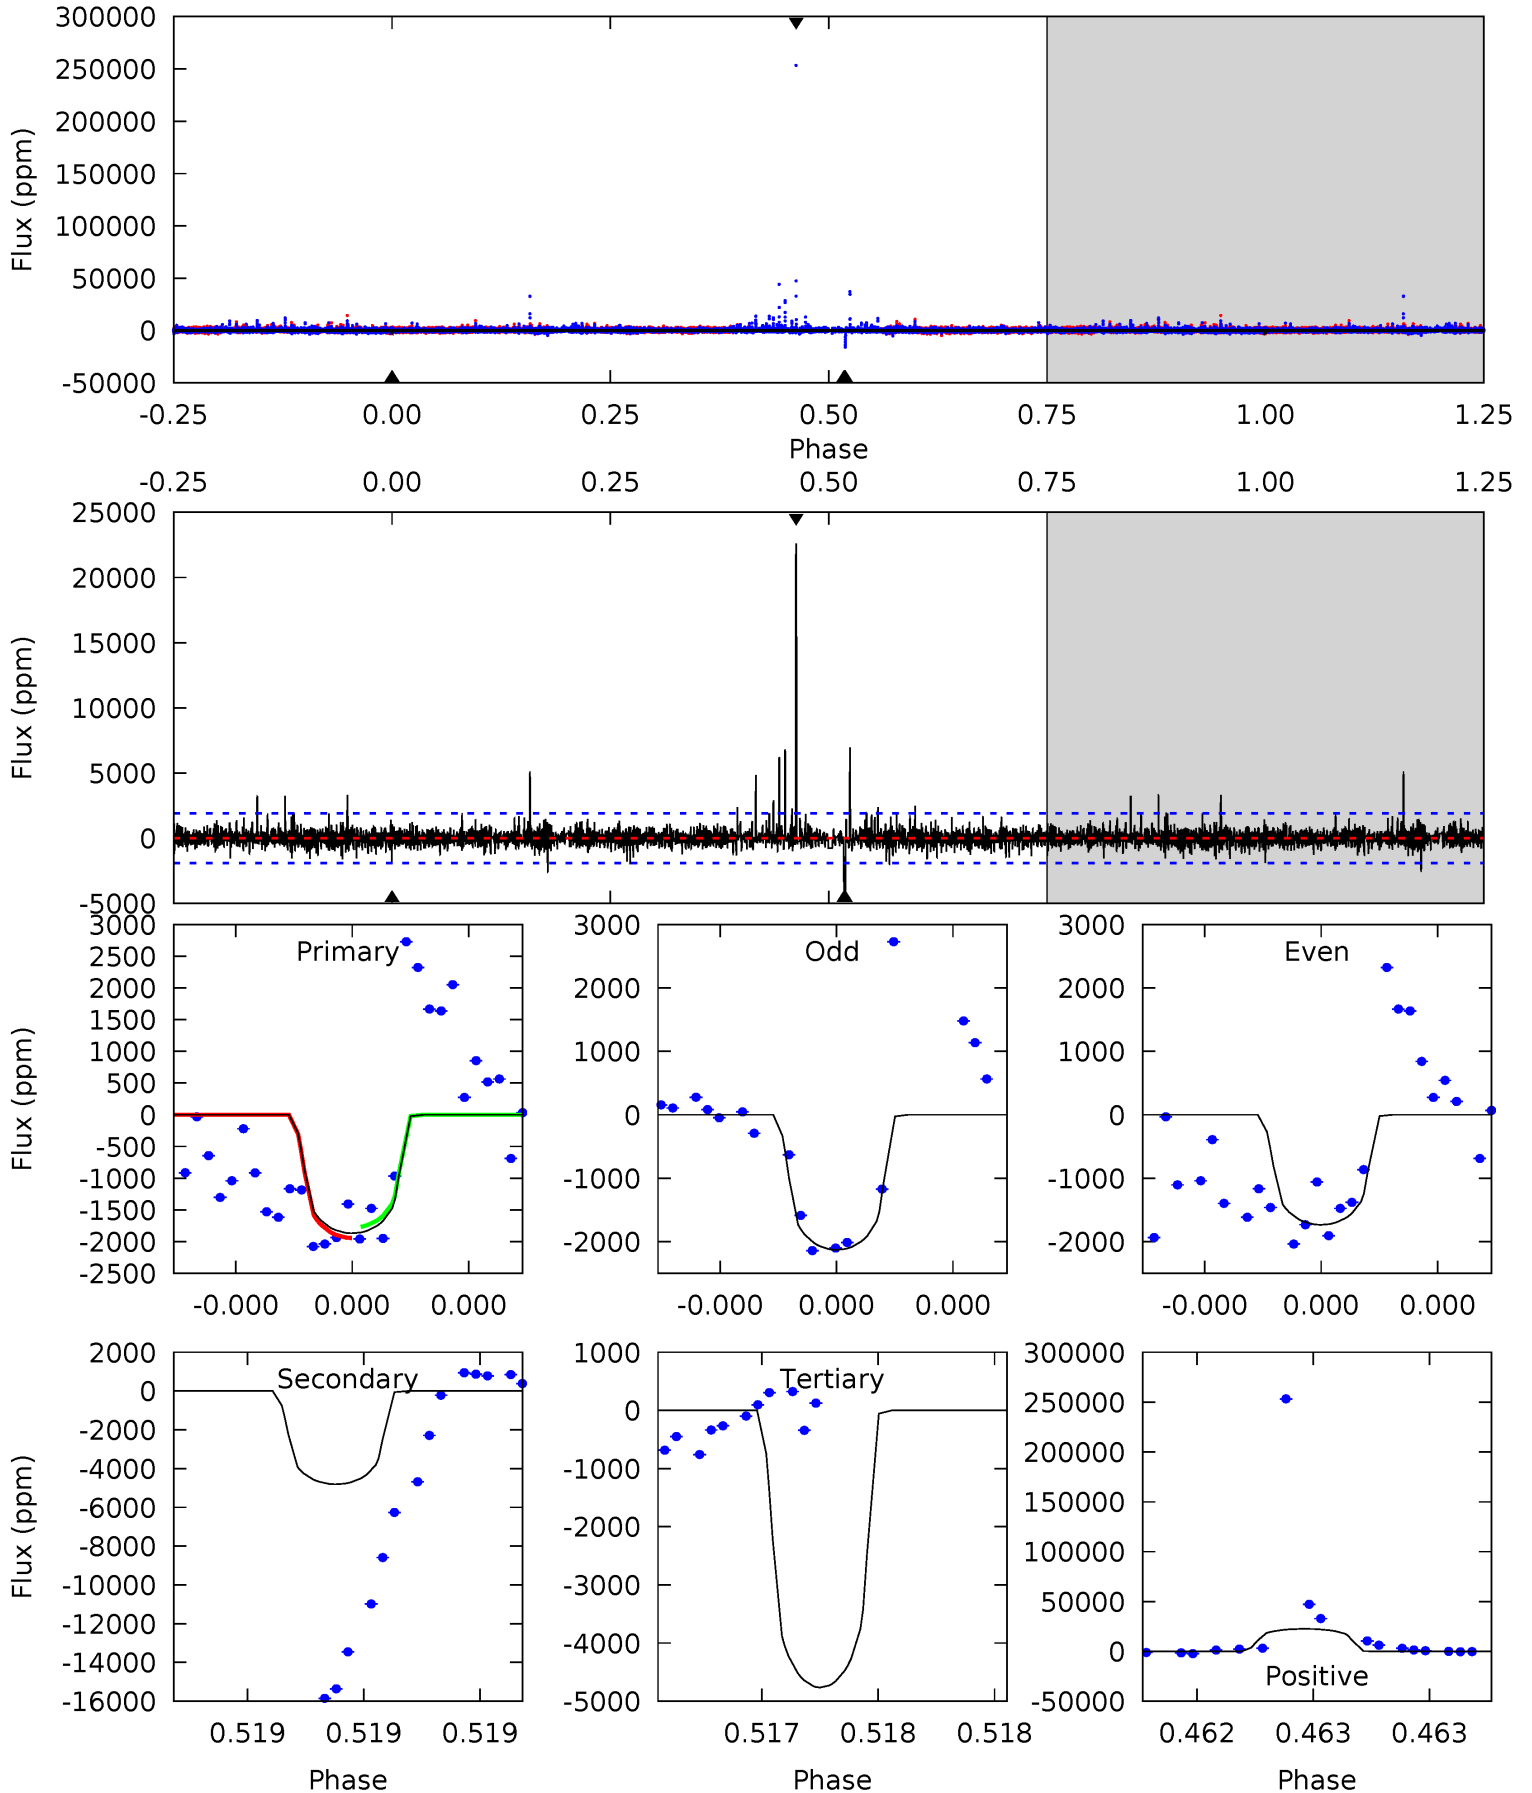 300000
250000
200000
150000
100000
50000
0
-50000
Flux (ppm)
-0.25 0.00 0.25 0.50 0.75 1.00 1.25
Phase
-0.25 0.00 0.25 0.50 0.75 1.00 1.25
25000
20000
15000
10000
5000
0
-5000
Flux (ppm)
Primary
3000
2500
2000
1500
1000
500
0
-500
-1000
-1500
-2000
-2500
Flux (ppm)
-0.000 0.000 0.000
Odd
3000
2000
1000
0
-1000
-2000
-0.000 0.000 0.000
Even
3000
2000
1000
0
-1000
-2000
-0.000 0.000 0.000
Secondary
2000
0
-2000
-4000
-6000
-8000
-10000
-12000
-14000
-16000
Flux (ppm)
0.519 0.519 0.519
Phase
Tertiary
1000
0
-1000
-2000
-3000
-4000
-5000
0.517 0.518 0.518
Phase
300000
250000
200000
150000
100000
50000
0
-50000
Positive
0.462 0.463 0.463
Phase